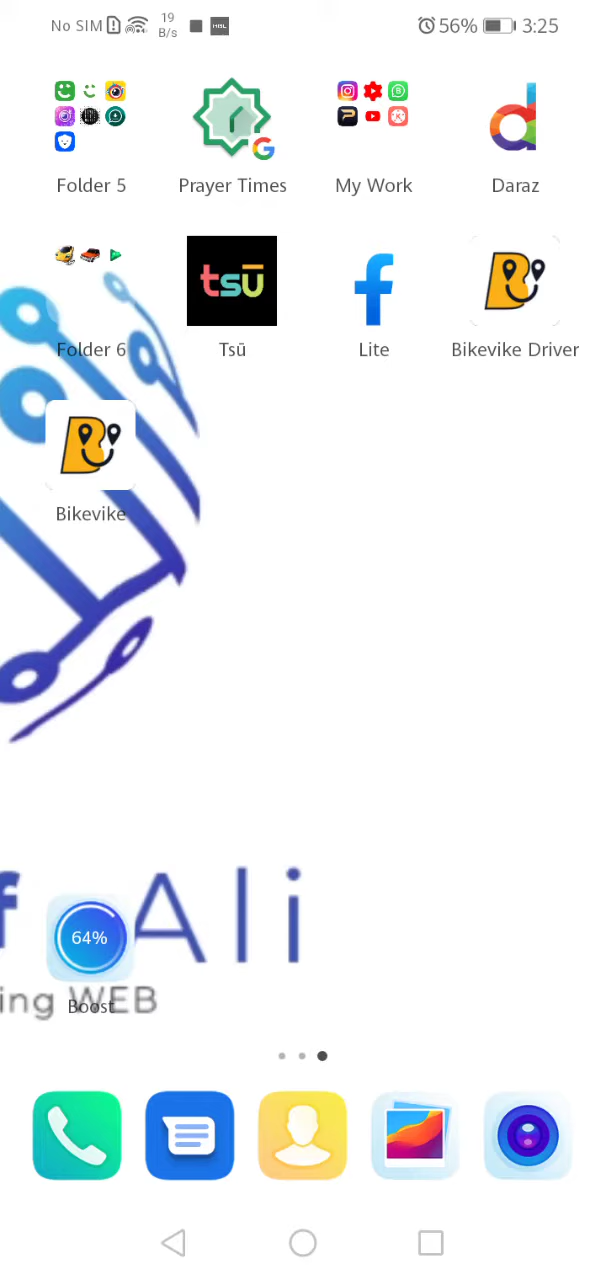 No SIM 19 B/s HBL 56% 3:25
Folder 5 Prayer Times My Work Daraz
tsū
Folder 6 Tsū Lite Bikevike Driver
Bikevike
f Ali
64%
ing WEB
Boost